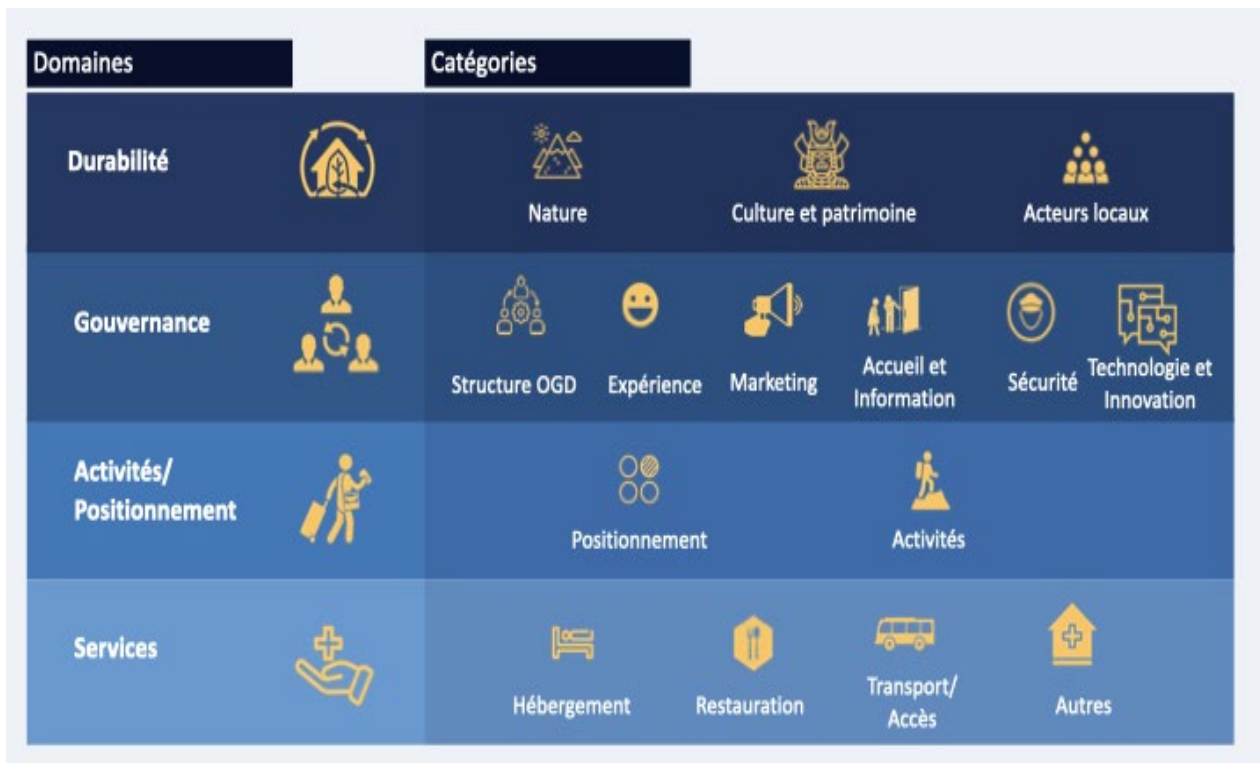 Domaines
Catégories
Durabilité
Nature
Culture et patrimoine
Acteurs locaux
Gouvernance
Structure OGD
Expérience
Marketing
Accueil et
Information
Sécurité
Technologie et
Innovation
Activités/
Positionnement
Positionnement
Activités
Services
Hébergement
Restauration
Transport/
Accès
Autres